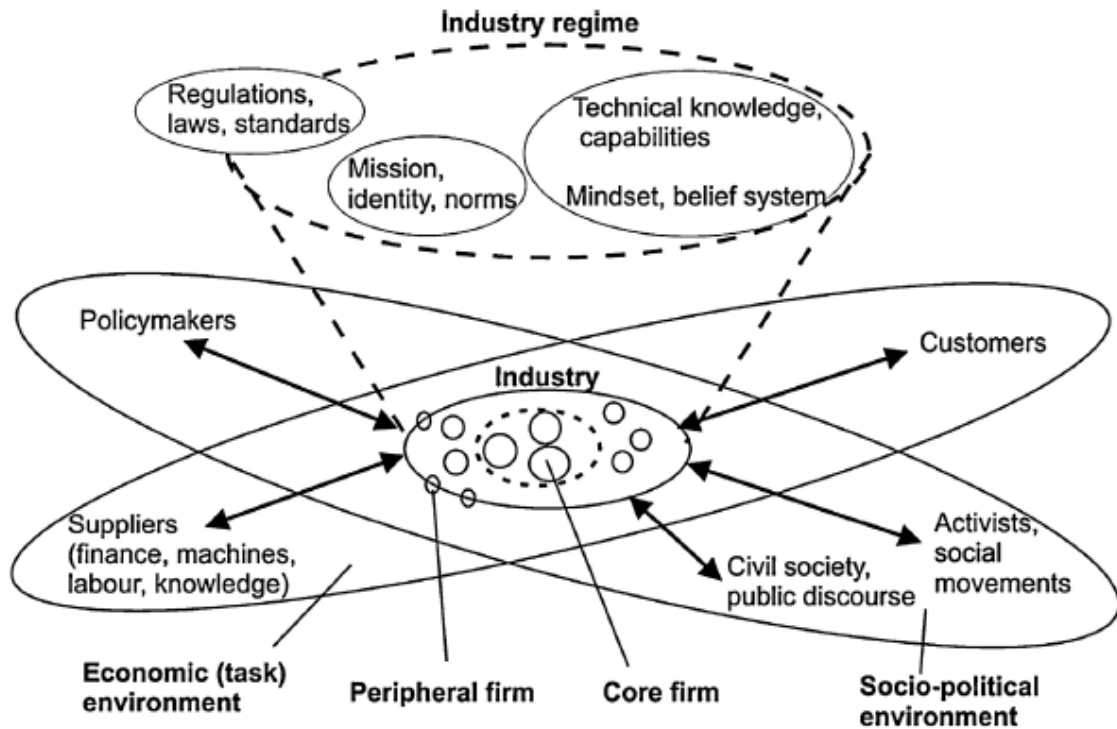 Industry regime
Regulations,
laws, standards
Technical knowledge,
capabilities
Mission,
identity, norms
Mindset, belief system
Policymakers
Customers
Industry
Suppliers
(finance, machines,
labour, knowledge)
Activists,
social
movements
Civil society,
public discourse
Economic (task)
environment
Peripheral firm
Core firm
Socio-political
environment